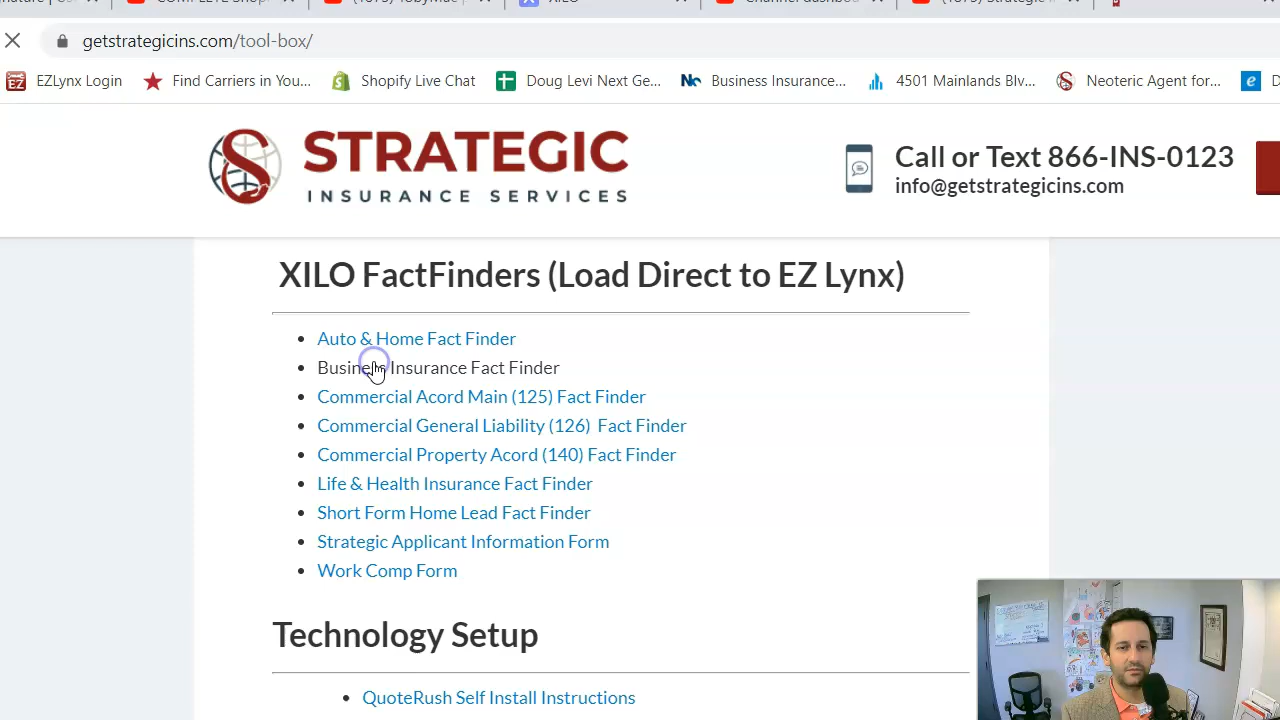 getstrategicins.com/tool-box/
EZLynx Login Find Carriers in You... Shopify Live Chat Doug Levi Next Ge... Business Insurance... 4501 Mainlands Blv... Neoteric Agent for...
STRATEGIC
INSURANCE SERVICES
Call or Text 866-INS-0123
info@getstrategicins.com
XILO FactFinders (Load Direct to EZ Lynx)
Auto & Home Fact Finder
Business Insurance Fact Finder
Commercial Acord Main (125) Fact Finder
Commercial General Liability (126) Fact Finder
Commercial Property Acord (140) Fact Finder
Life & Health Insurance Fact Finder
Short Form Home Lead Fact Finder
Strategic Applicant Information Form
Work Comp Form
Technology Setup
QuoteRush Self Install Instructions